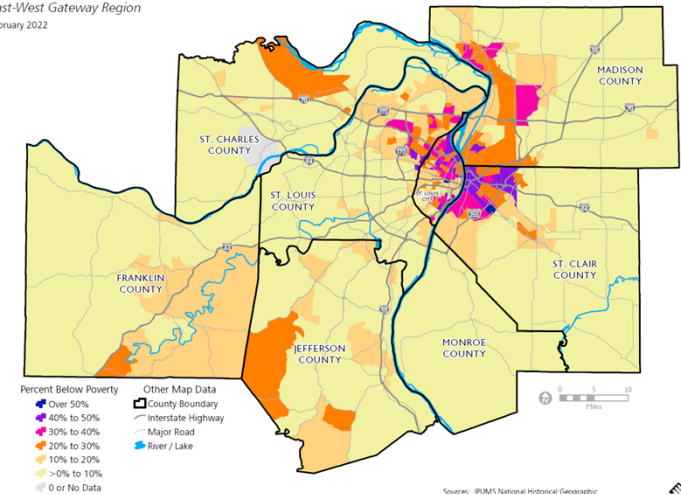 ast-West Gateway Region
bruary 2022
MADISON
COUNTY
ST. CHARLES
COUNTY
ST. LOUIS
COUNTY
ST. LOUIS
CITY
FRANKLIN
COUNTY
ST. CLAIR
COUNTY
JEFFERSON
COUNTY
MONROE
COUNTY
70
44
64
Percent Below Poverty
Over 50%
40% to 50%
30% to 40%
20% to 30%
10% to 20%
>0% to 10%
0 or No Data
Other Map Data
County Boundary
Interstate Highway
Major Road
River / Lake
0 5 10
Miles
Sources: IPUMS National Historical Geographic